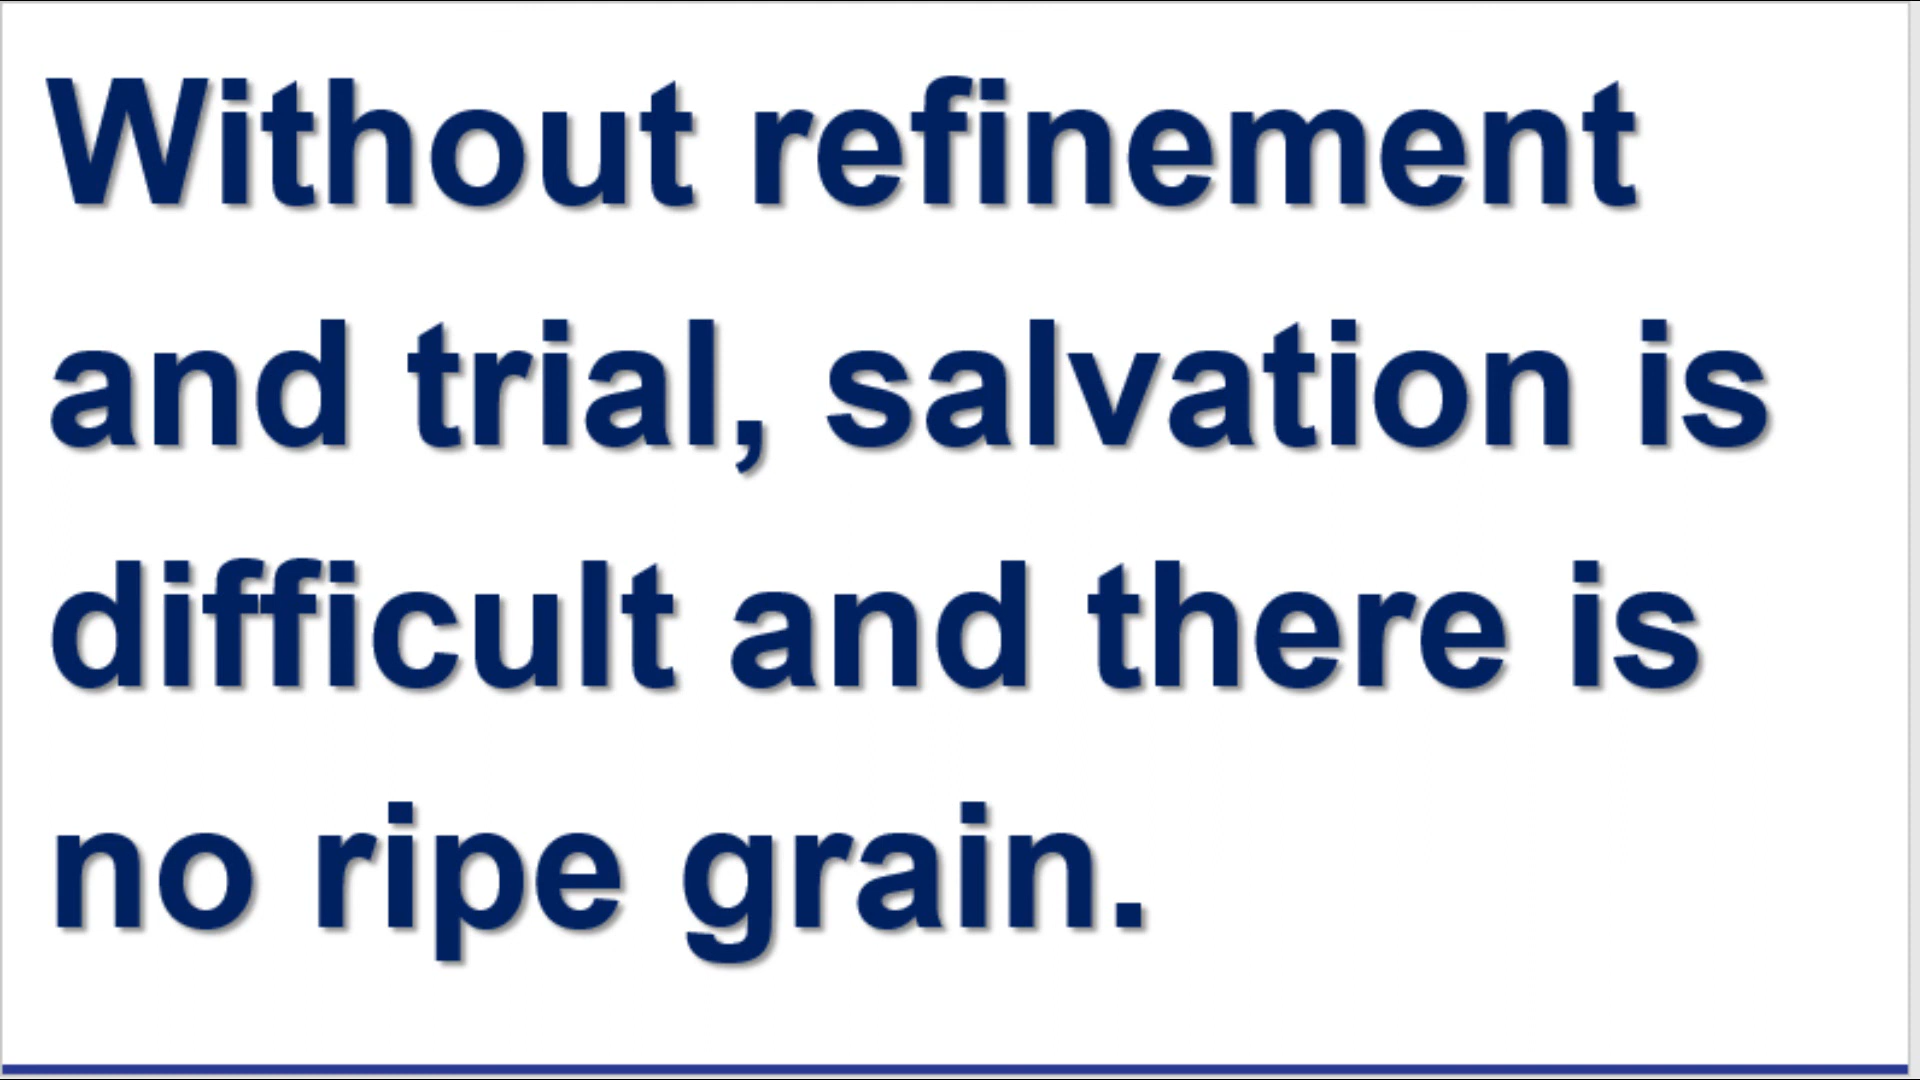 Without refinement
and trial, salvation is
difficult and there is
no ripe grain.